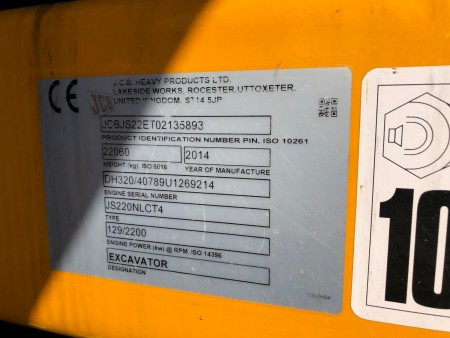 CE
JCB
J.C.B. HEAVY PRODUCTS LTD.
LAKESIDE WORKS, ROCESTER,UTTOXETER,
UNITED KINGDOM. ST14 5JP
JCBJS22ET02135893
PRODUCT IDENTIFICATION NUMBER PIN, ISO 10261
22060 2014
WEIGHT (kg) ISO 6016 YEAR OF MANUFACTURE
DH320/40789U1269214
ENGINE SERIAL NUMBER
JS220NLCT4
TYPE
129/2200
ENGINE POWER (kw) @ RPM, ISO 14396
EXCAVATOR
DESIGNATION
10